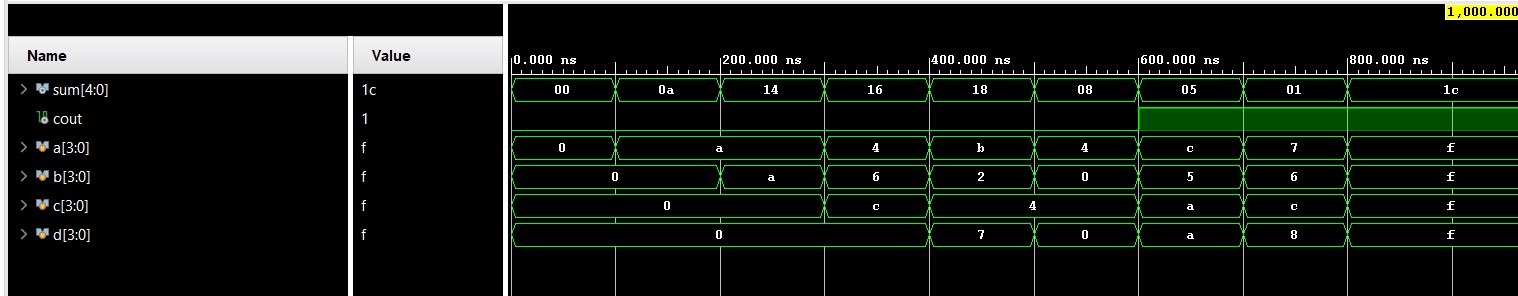 1,000.000
Name Value 0.000 ns 200.000 ns 400.000 ns 600.000 ns 800.000 ns
sum[4:0] 1c 00 0a 14 16 18 08 05 01 1c
cout 1
a[3:0] f 0 a 4 b 4 c 7 f
b[3:0] f 0 a 6 2 0 5 6 f
c[3:0] f 0 c 4 a c f
d[3:0] f 0 7 0 a 8 f